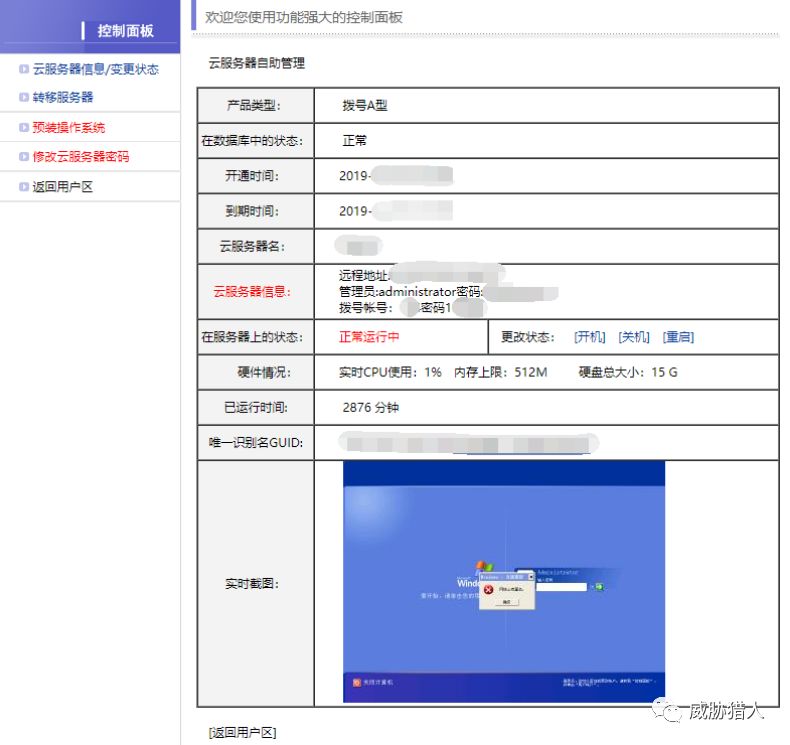 控制面板
云服务器信息/变更状态
转移服务器
预装操作系统
修改云服务器密码
返回用户区
欢迎您使用功能强大的控制面板
云服务器自助管理
产品类型： 拨号A型
在数据库中的状态： 正常
开通时间： 2019-
到期时间： 2019-
云服务器名：
云服务器信息：
远程地址:
管理员:administrator密码:
拨号帐号： 密码1
在服务器上的状态： 正常运行中 更改状态： [开机] [关机] [重启]
硬件情况： 实时CPU使用：1% 内存上限：512M 硬盘总大小：15 G
已运行时间: 2876 分钟
唯一识别名GUID:
实时截图：
Administrator
关闭计算机
威胁猎人
[返回用户区]